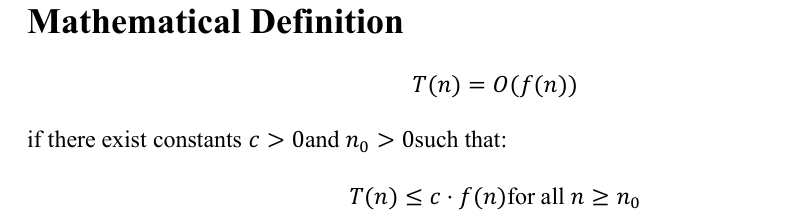 Mathematical Definition
T(n) = O(f(n))
if there exist constants c > 0and n₀ > 0such that:
T(n) ≤ c · f(n)for all n ≥ n₀